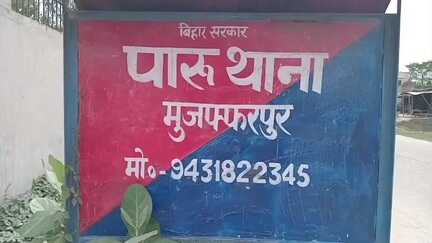 बिहार सरकार
पारू थाना
मुजफ्फरपुर
मो०-9431822345